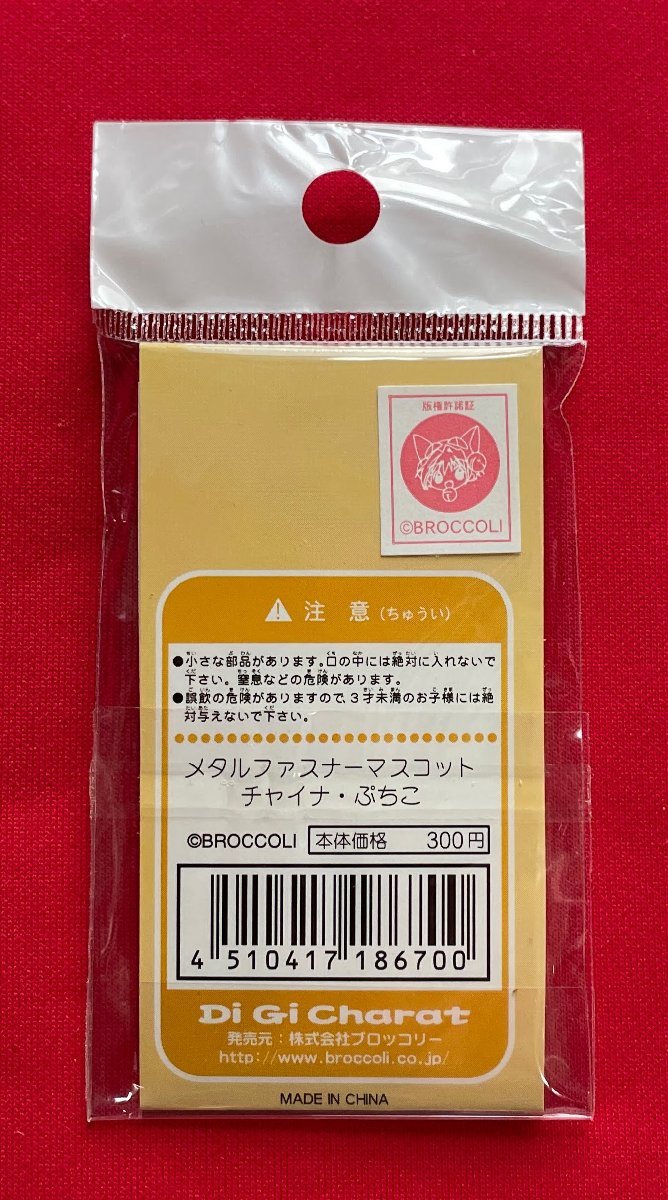 版権許諾証
©BROCCOLI
⚠ 注 意 (ちゅうい)
●小さな部品があります。口の中には絶対に入れないで
下さい。窒息などの危険があります。
●誤飲の危険がありますので、3才未満のお子様には絶
対与えないで下さい。
メタルファスナーマスコット
チャイナ・ぷちこ
©BROCCOLI 本体価格 300円
4 510417 186700
Di Gi Charat
発売元：株式会社ブロッコリー
http://www.broccoli.co.jp/
MADE IN CHINA